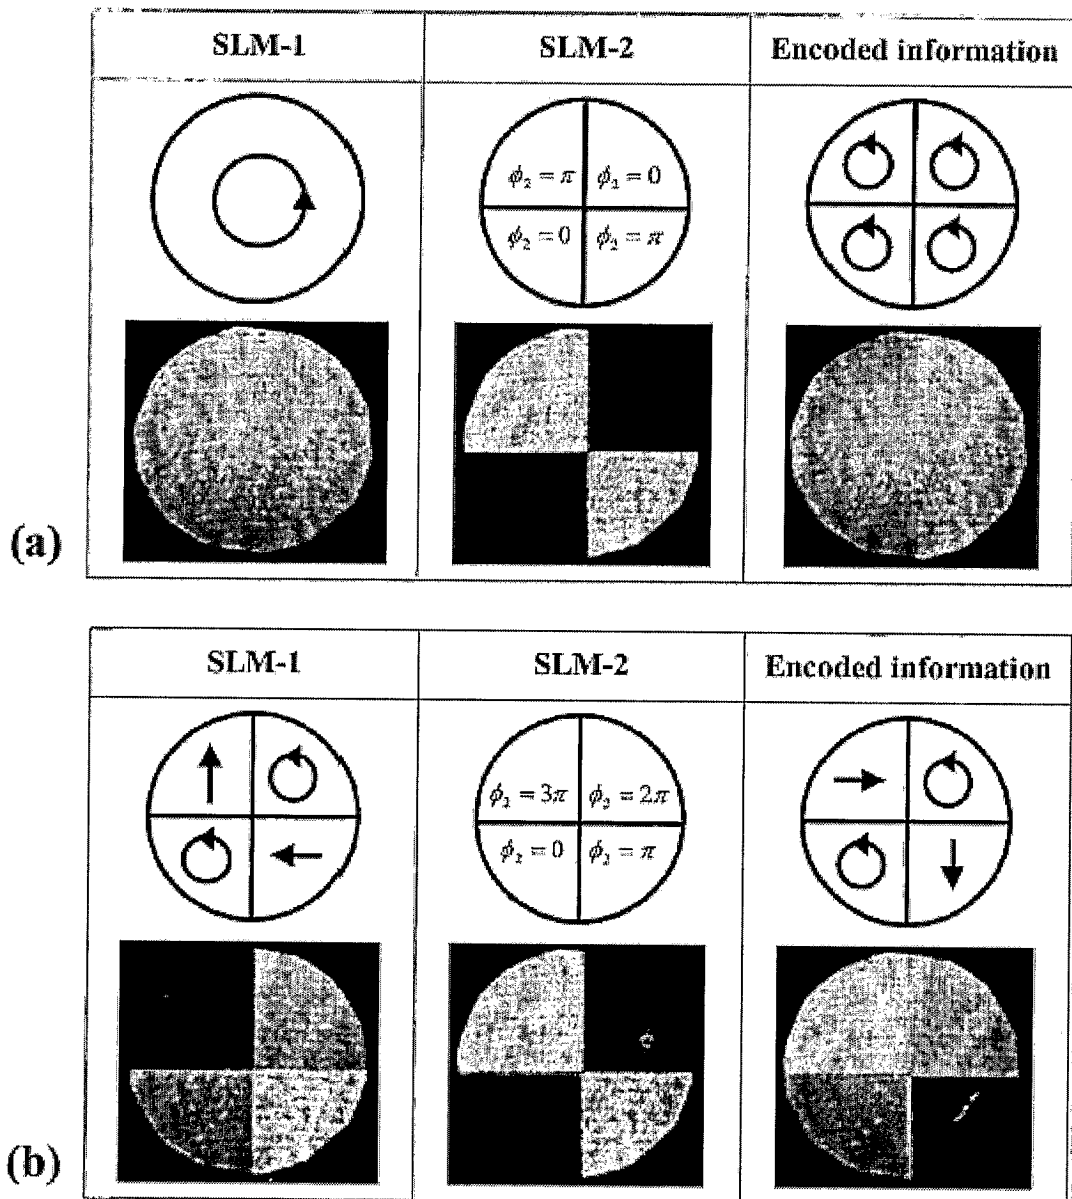 SLM-1 SLM-2 Encoded information
ϕ₂ = π ϕ₂ = 0
ϕ₂ = 0 ϕ₂ = π
(a)
SLM-1 SLM-2 Encoded information
ϕ₂ = 3π ϕ₂ = 2π
ϕ₂ = 0 ϕ₂ = π
(b)